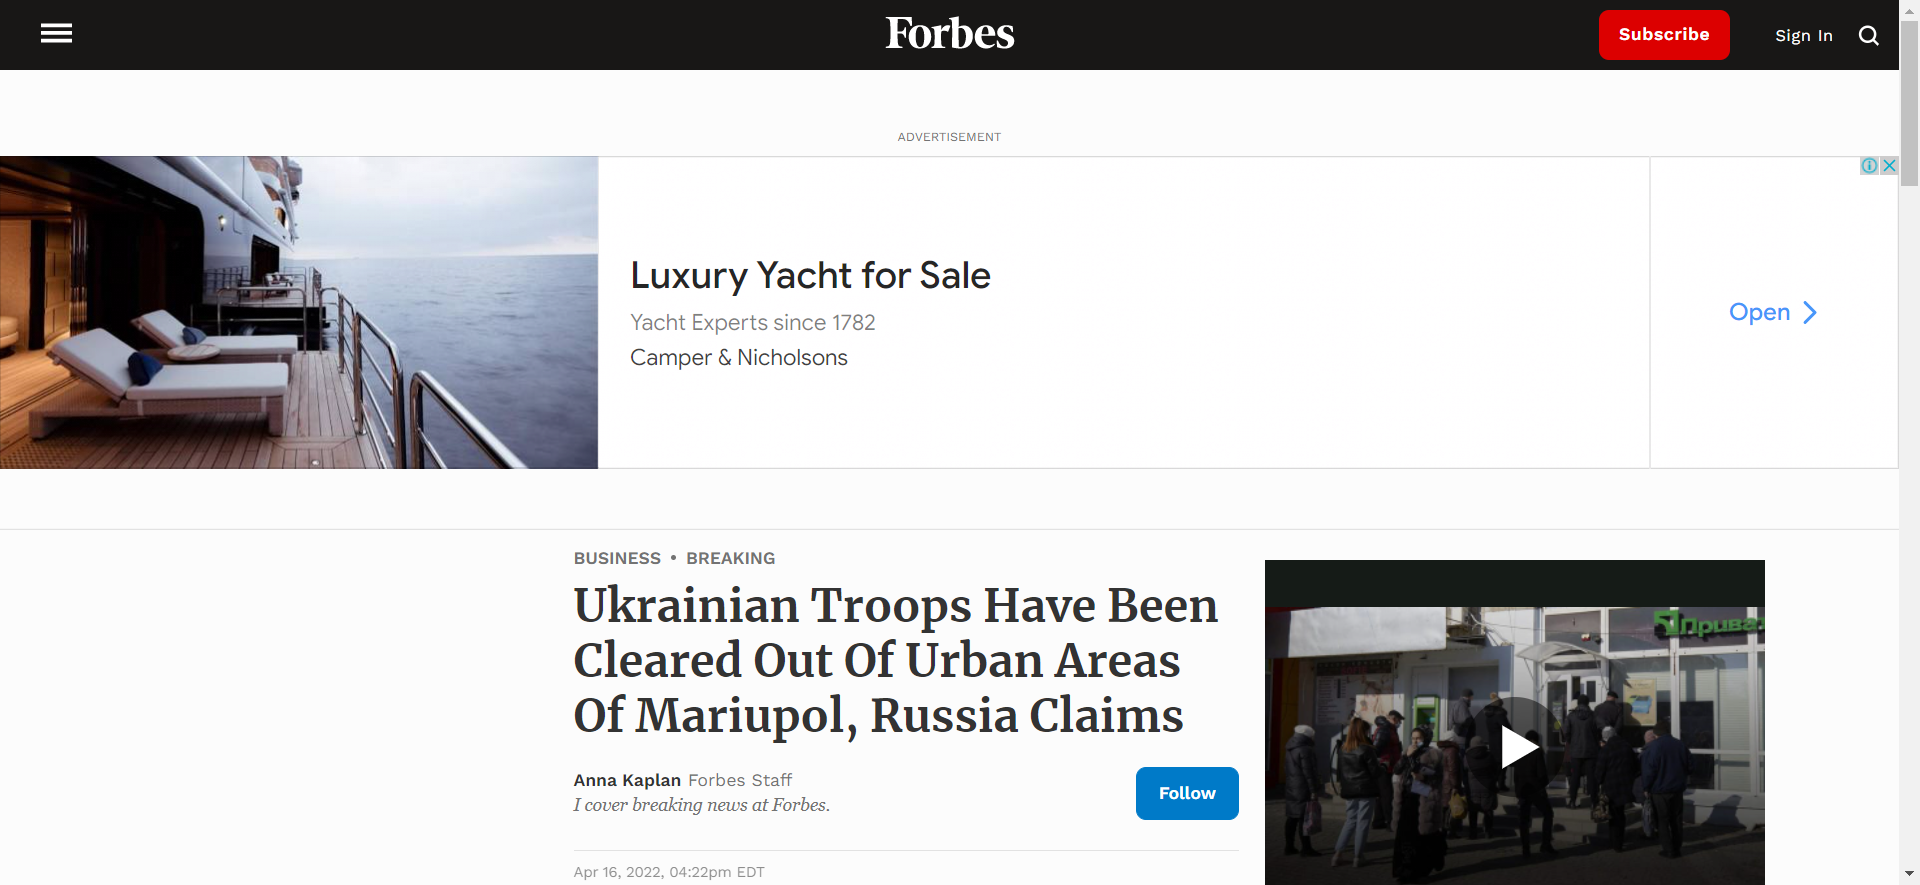 Forbes
Subscribe
Sign In
ADVERTISEMENT
Luxury Yacht for Sale
Yacht Experts since 1782
Camper & Nicholsons
Open
BUSINESS • BREAKING
Ukrainian Troops Have Been
Cleared Out Of Urban Areas
Of Mariupol, Russia Claims
Anna Kaplan Forbes Staff
I cover breaking news at Forbes.
Follow
Apr 16, 2022, 04:22pm EDT
Прива